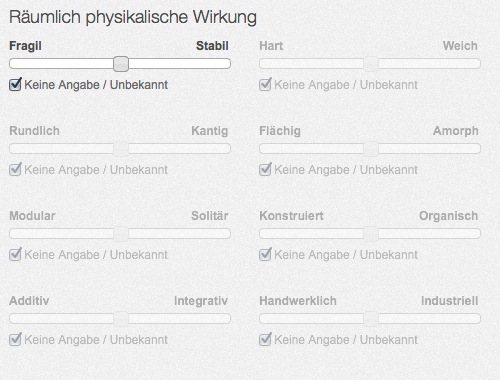 Räumlich physikalische Wirkung
Fragil Stabil
Keine Angabe / Unbekannt
Hart Weich
Keine Angabe / Unbekannt
Rundlich Kantig
Keine Angabe / Unbekannt
Flächig Amorph
Keine Angabe / Unbekannt
Modular Solitär
Keine Angabe / Unbekannt
Konstruiert Organisch
Keine Angabe / Unbekannt
Additiv Integrativ
Keine Angabe / Unbekannt
Handwerklich Industriell
Keine Angabe / Unbekannt